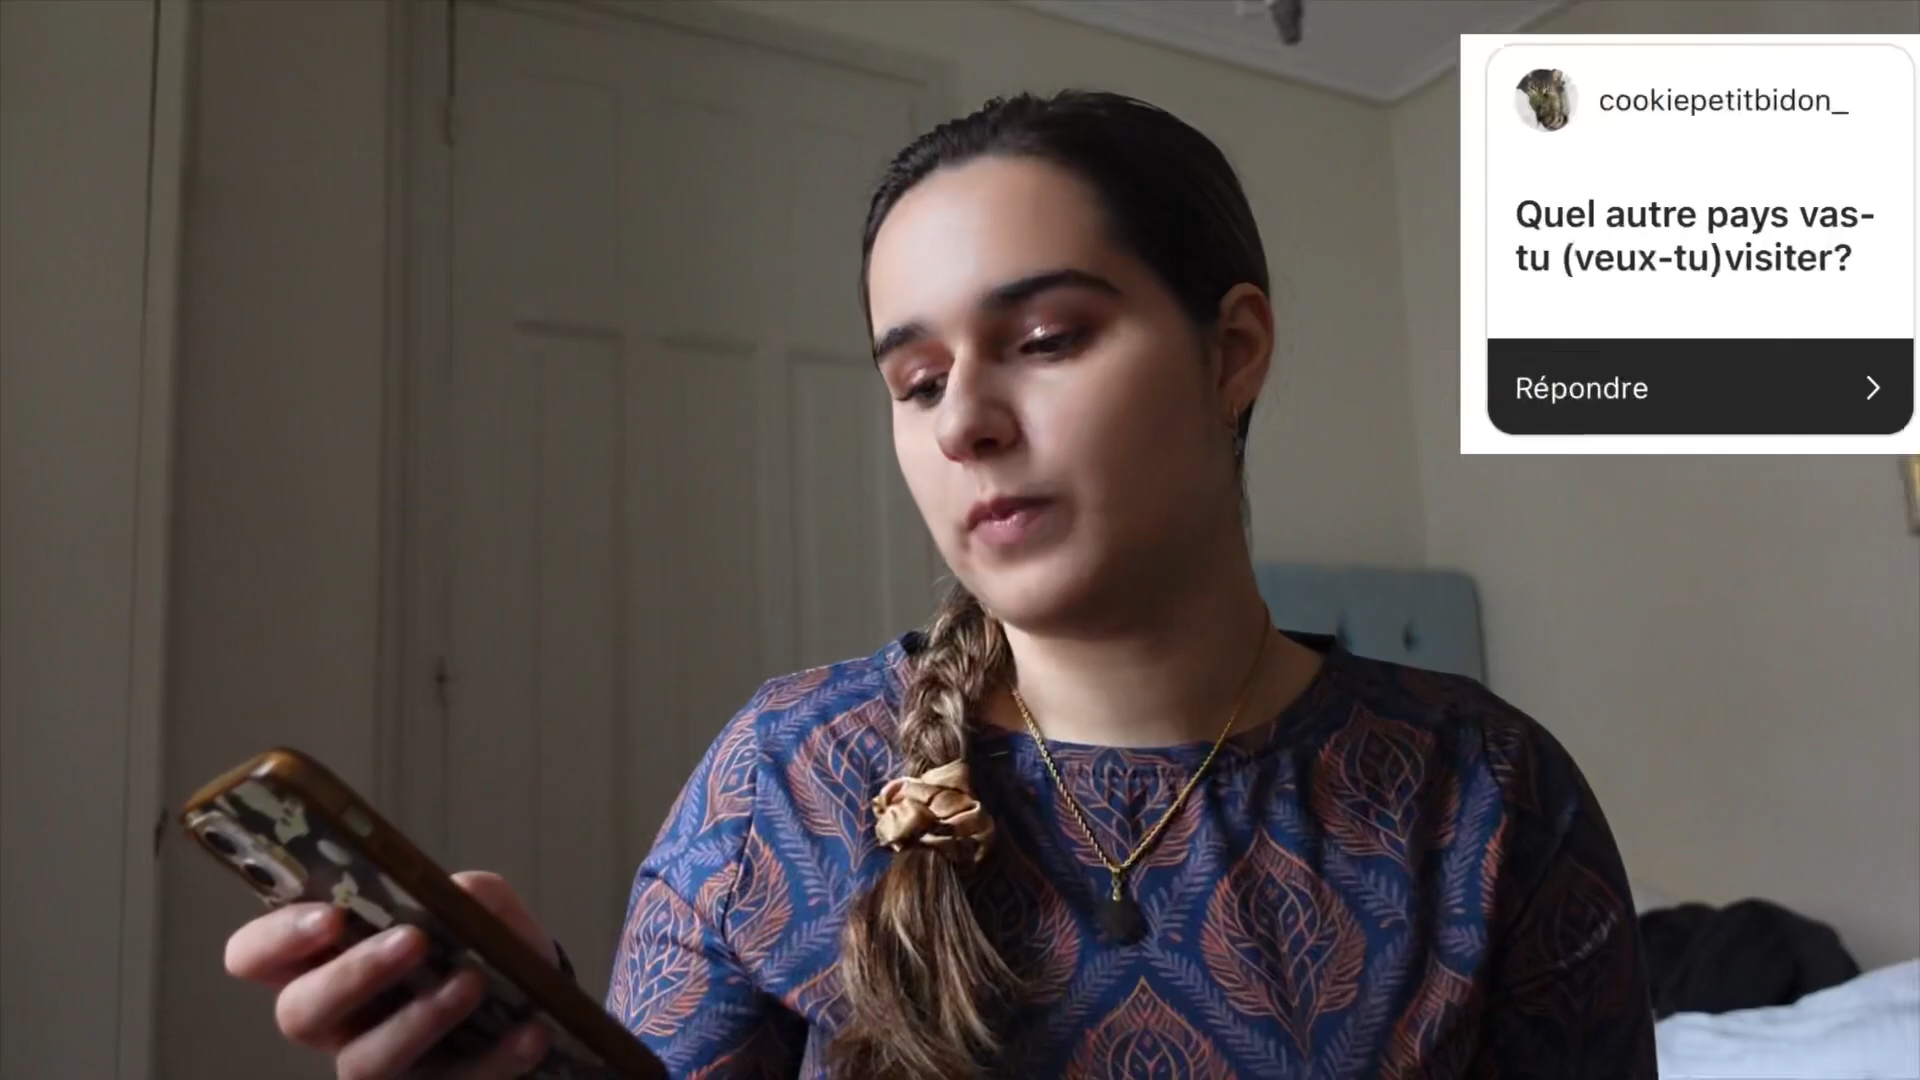 cookiepetitbidon_
Quel autre pays vas-
tu (veux-tu)visiter?
Répondre